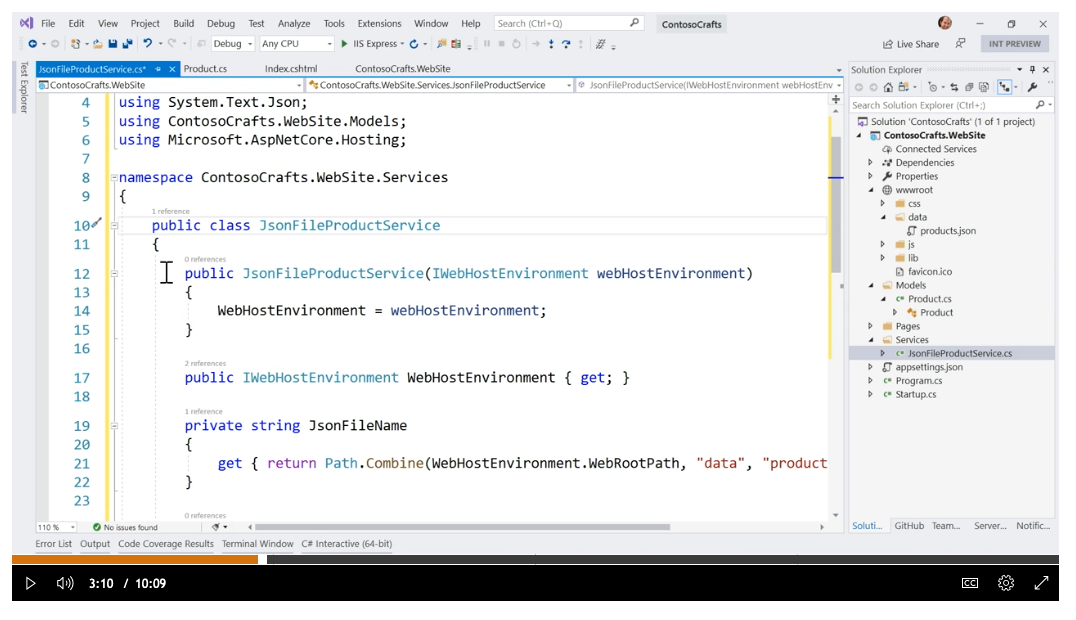 File Edit View Project Build Debug Test Analyze Tools Extensions Window Help Search (Ctrl+Q) ContosoCrafts
Debug Any CPU IIS Express Live Share INT PREVIEW
Test Explorer
JsonFileProductService.cs* Product.cs Index.cshtml ContosoCrafts.WebSite
ContosoCrafts.WebSite ContosoCrafts.WebSite.Services.JsonFileProductService JsonFileProductService(IWebHostEnvironment webHostEnv
4 using System.Text.Json;
5 using ContosoCrafts.WebSite.Models;
6 using Microsoft.AspNetCore.Hosting;
7
8 namespace ContosoCrafts.WebSite.Services
9 {
1 reference
10 public class JsonFileProductService
11 {
0 references
12 public JsonFileProductService(IWebHostEnvironment webHostEnvironment)
13 {
14 WebHostEnvironment = webHostEnvironment;
15 }
16
2 references
17 public IWebHostEnvironment WebHostEnvironment { get; }
18
1 reference
19 private string JsonFileName
20 {
21 get { return Path.Combine(WebHostEnvironment.WebRootPath, "data", "product
22 }
23
0 references
110 % No issues found
Error List Output Code Coverage Results Terminal Window C# Interactive (64-bit)
Solution Explorer
Search Solution Explorer (Ctrl+;)
Solution 'ContosoCrafts' (1 of 1 project)
ContosoCrafts.WebSite
Connected Services
Dependencies
Properties
wwwroot
css
data
products.json
js
lib
favicon.ico
Models
C# Product.cs
Product
Pages
Services
C# JsonFileProductService.cs
appsettings.json
C# Program.cs
C# Startup.cs
Soluti... GitHub Team... Server... Notific...
3:10 / 10:09 CC